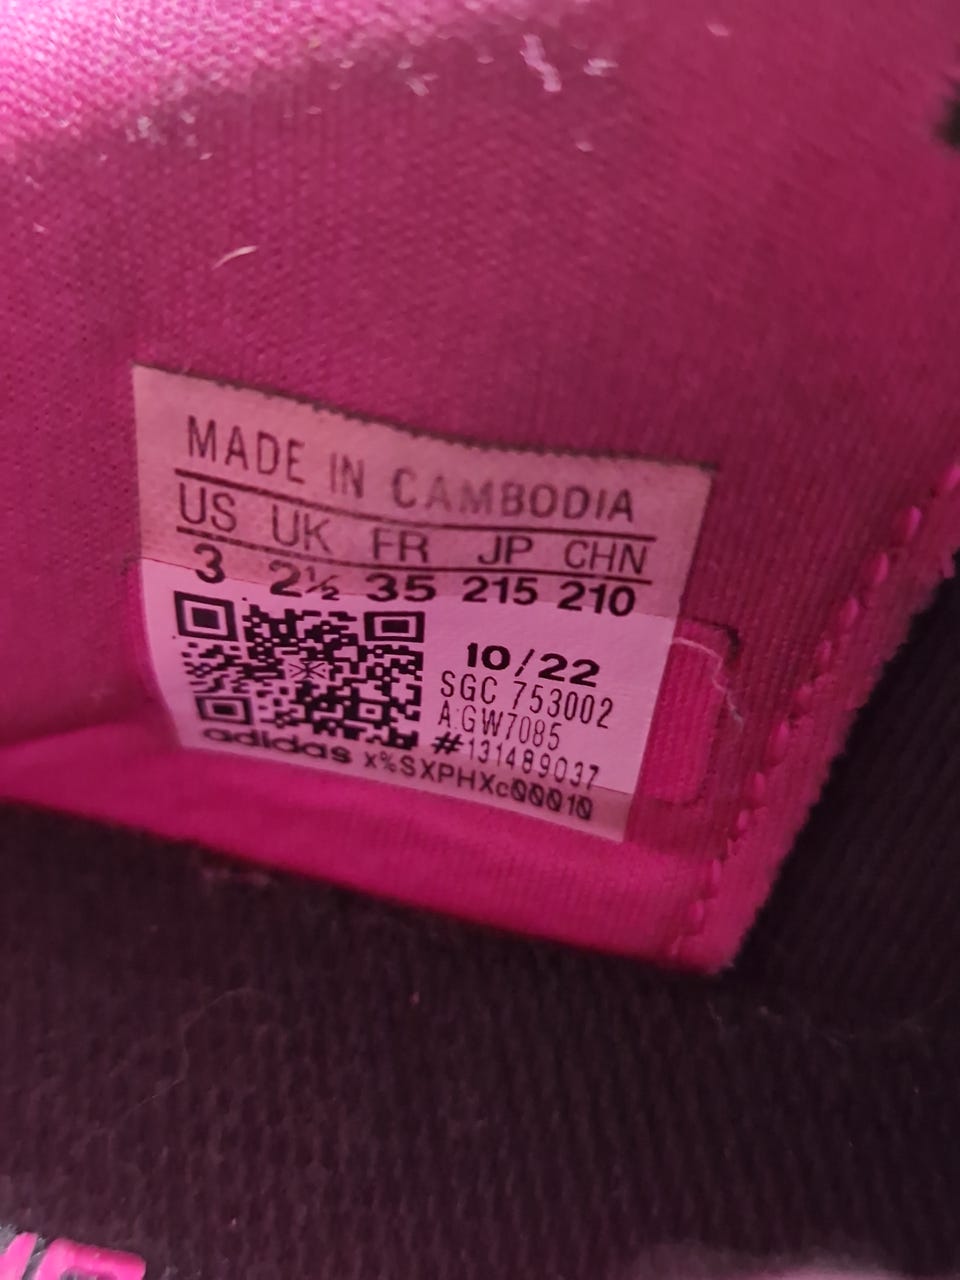 MADE IN CAMBODIA
US UK FR JP CHN
3 2½ 35 215 210
10/22
SGC 753002
A:GW7085
#131489037
adidas x%SXPHXc00010